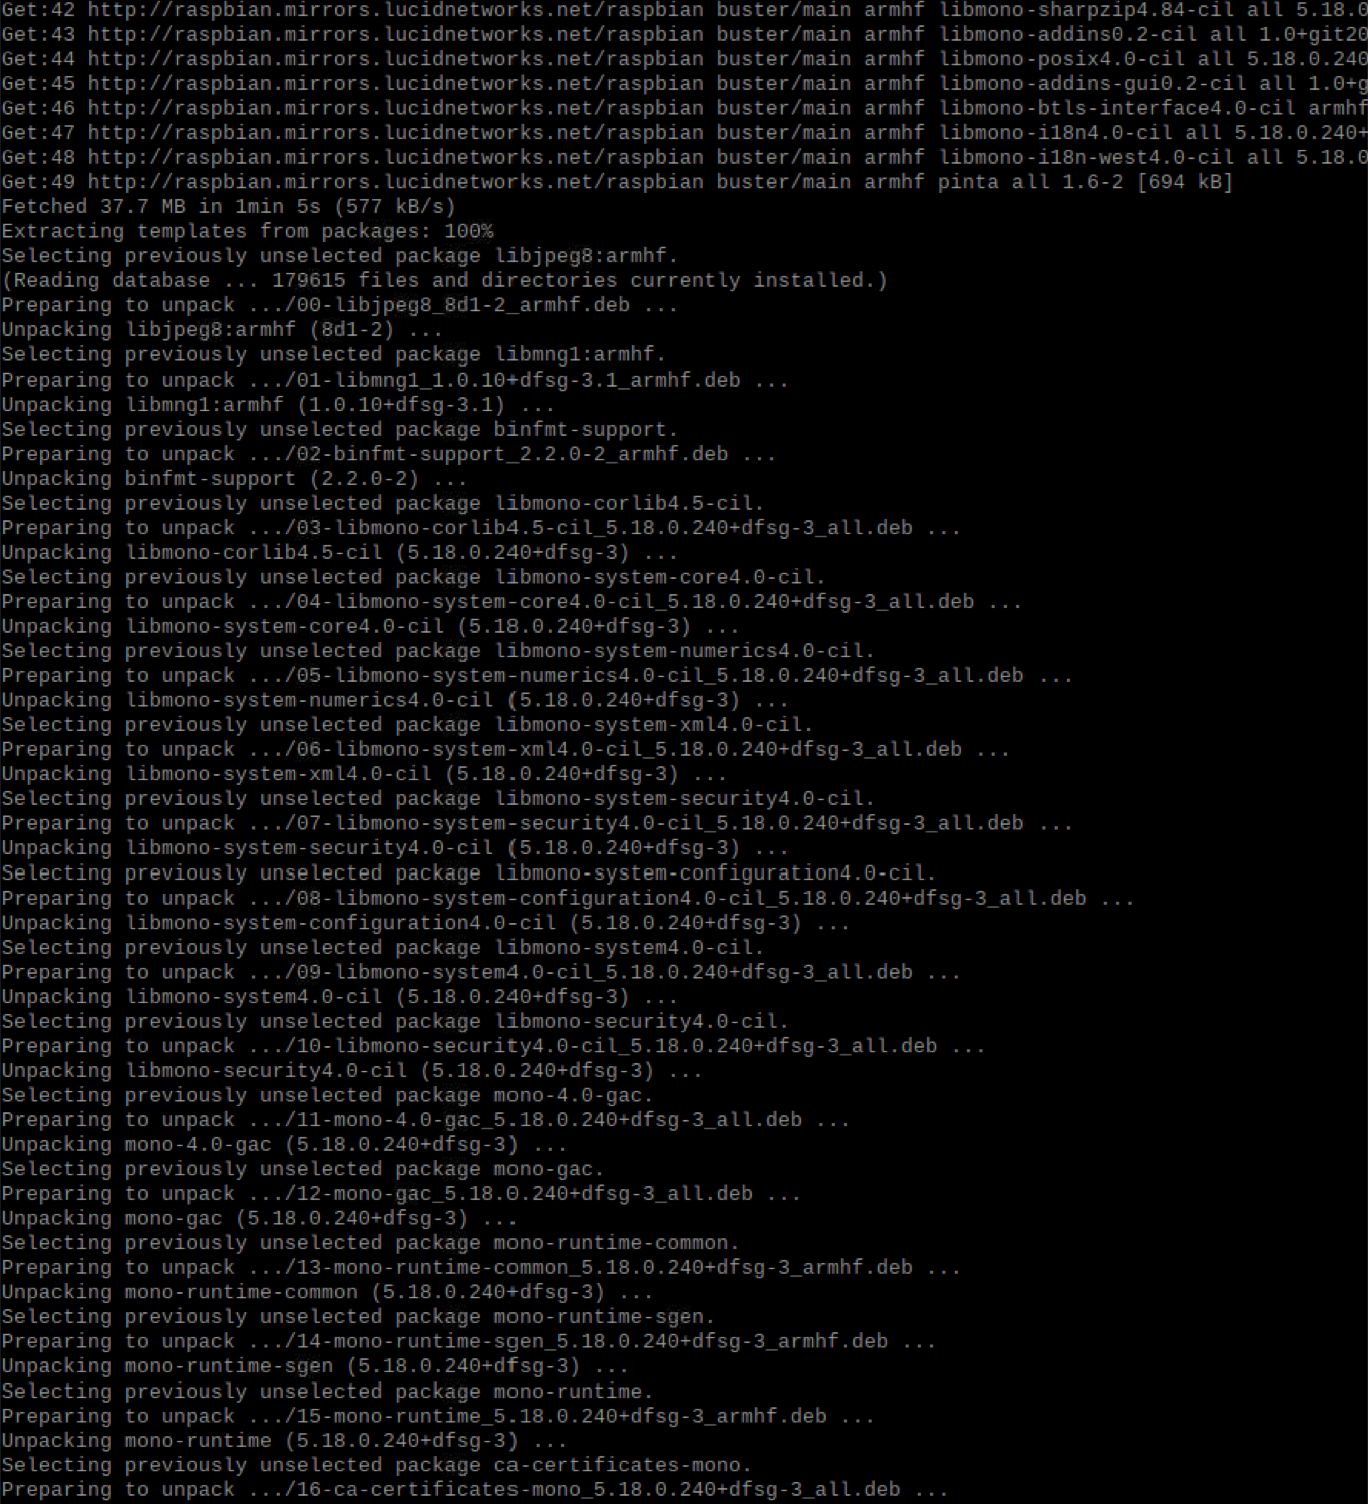 Get:42 http://raspbian.mirrors.lucidnetworks.net/raspbian buster/main armhf libmono-sharpzip4.84-cil all 5.18.0
Get:43 http://raspbian.mirrors.lucidnetworks.net/raspbian buster/main armhf libmono-addins0.2-cil all 1.0+git20
Get:44 http://raspbian.mirrors.lucidnetworks.net/raspbian buster/main armhf libmono-posix4.0-cil all 5.18.0.240
Get:45 http://raspbian.mirrors.lucidnetworks.net/raspbian buster/main armhf libmono-addins-gui0.2-cil all 1.0+g
Get:46 http://raspbian.mirrors.lucidnetworks.net/raspbian buster/main armhf libmono-btls-interface4.0-cil armhf
Get:47 http://raspbian.mirrors.lucidnetworks.net/raspbian buster/main armhf libmono-i18n4.0-cil all 5.18.0.240+
Get:48 http://raspbian.mirrors.lucidnetworks.net/raspbian buster/main armhf libmono-i18n-west4.0-cil all 5.18.0
Get:49 http://raspbian.mirrors.lucidnetworks.net/raspbian buster/main armhf pinta all 1.6-2 [694 kB]
Fetched 37.7 MB in 1min 5s (577 kB/s)
Extracting templates from packages: 100%
Selecting previously unselected package libjpeg8:armhf.
(Reading database ... 179615 files and directories currently installed.)
Preparing to unpack .../00-libjpeg8_8d1-2_armhf.deb ...
Unpacking libjpeg8:armhf (8d1-2) ...
Selecting previously unselected package libmng1:armhf.
Preparing to unpack .../01-libmng1_1.0.10+dfsg-3.1_armhf.deb ...
Unpacking libmng1:armhf (1.0.10+dfsg-3.1) ...
Selecting previously unselected package binfmt-support.
Preparing to unpack .../02-binfmt-support_2.2.0-2_armhf.deb ...
Unpacking binfmt-support (2.2.0-2) ...
Selecting previously unselected package libmono-corlib4.5-cil.
Preparing to unpack .../03-libmono-corlib4.5-cil_5.18.0.240+dfsg-3_all.deb ...
Unpacking libmono-corlib4.5-cil (5.18.0.240+dfsg-3) ...
Selecting previously unselected package libmono-system-core4.0-cil.
Preparing to unpack .../04-libmono-system-core4.0-cil_5.18.0.240+dfsg-3_all.deb ...
Unpacking libmono-system-core4.0-cil (5.18.0.240+dfsg-3) ...
Selecting previously unselected package libmono-system-numerics4.0-cil.
Preparing to unpack .../05-libmono-system-numerics4.0-cil_5.18.0.240+dfsg-3_all.deb ...
Unpacking libmono-system-numerics4.0-cil (5.18.0.240+dfsg-3) ...
Selecting previously unselected package libmono-system-xml4.0-cil.
Preparing to unpack .../06-libmono-system-xml4.0-cil_5.18.0.240+dfsg-3_all.deb ...
Unpacking libmono-system-xml4.0-cil (5.18.0.240+dfsg-3) ...
Selecting previously unselected package libmono-system-security4.0-cil.
Preparing to unpack .../07-libmono-system-security4.0-cil_5.18.0.240+dfsg-3_all.deb ...
Unpacking libmono-system-security4.0-cil (5.18.0.240+dfsg-3) ...
Selecting previously unselected package libmono-system-configuration4.0-cil.
Preparing to unpack .../08-libmono-system-configuration4.0-cil_5.18.0.240+dfsg-3_all.deb ...
Unpacking libmono-system-configuration4.0-cil (5.18.0.240+dfsg-3) ...
Selecting previously unselected package libmono-system4.0-cil.
Preparing to unpack .../09-libmono-system4.0-cil_5.18.0.240+dfsg-3_all.deb ...
Unpacking libmono-system4.0-cil (5.18.0.240+dfsg-3) ...
Selecting previously unselected package libmono-security4.0-cil.
Preparing to unpack .../10-libmono-security4.0-cil_5.18.0.240+dfsg-3_all.deb ...
Unpacking libmono-security4.0-cil (5.18.0.240+dfsg-3) ...
Selecting previously unselected package mono-4.0-gac.
Preparing to unpack .../11-mono-4.0-gac_5.18.0.240+dfsg-3_all.deb ...
Unpacking mono-4.0-gac (5.18.0.240+dfsg-3) ...
Selecting previously unselected package mono-gac.
Preparing to unpack .../12-mono-gac_5.18.0.240+dfsg-3_all.deb ...
Unpacking mono-gac (5.18.0.240+dfsg-3) ...
Selecting previously unselected package mono-runtime-common.
Preparing to unpack .../13-mono-runtime-common_5.18.0.240+dfsg-3_armhf.deb ...
Unpacking mono-runtime-common (5.18.0.240+dfsg-3) ...
Selecting previously unselected package mono-runtime-sgen.
Preparing to unpack .../14-mono-runtime-sgen_5.18.0.240+dfsg-3_armhf.deb ...
Unpacking mono-runtime-sgen (5.18.0.240+dfsg-3) ...
Selecting previously unselected package mono-runtime.
Preparing to unpack .../15-mono-runtime_5.18.0.240+dfsg-3_armhf.deb ...
Unpacking mono-runtime (5.18.0.240+dfsg-3) ...
Selecting previously unselected package ca-certificates-mono.
Preparing to unpack .../16-ca-certificates-mono_5.18.0.240+dfsg-3_all.deb ...